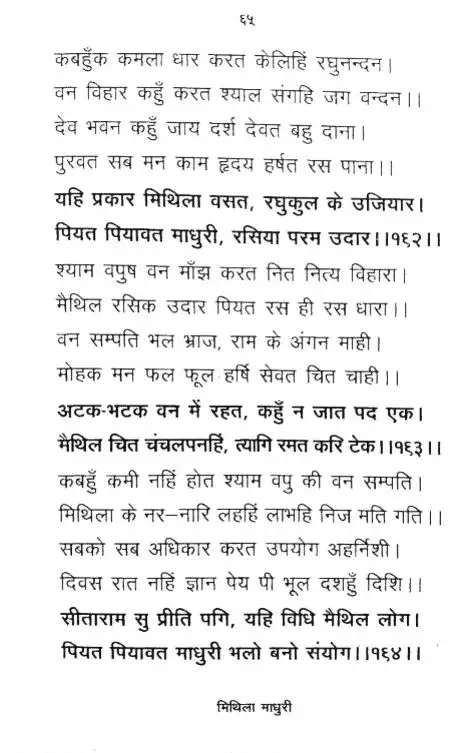 ६५
कबहुँक कमला धार करत केलिहिं रघुनन्दन।
वन विहार कहुँ करत श्याल संगहि जग वन्दन।।
देव भवन कहुँ जाय दर्श देवत बहु दाना।
पुरवत सब मन काम हृदय हर्षत रस पाना।।
यहि प्रकार मिथिला वसत, रघुकुल के उजियार।
पियत पियावत माधुरी, रसिया परम उदार।।१६२।।
श्याम वपुष वन माँझ करत नित नित्य विहारा।
मैथिल रसिक उदार पियत रस ही रस धारा।।
वन सम्पति भल भ्राज, राम के अंगन माही।
मोहक मन फल फूल हर्षि सेवत चित चाही।।
अटक-भटक वन में रहत, कहुँ न जात पद एक।
मैथिल चित चंचलपनहिं, त्यागि रमत करि टेक।।१६३।।
कबहुँ कमी नहिं होत श्याम वपु की वन सम्पति।
मिथिला के नर-नारि लहहिं लाभहि निज मति गति।।
सबको सब अधिकार करत उपयोग अहर्निशी।
दिवस रात नहिं ज्ञान पेय पी भूल दशहुँ दिशि।।
सीताराम सु प्रीति पगि, यहि विधि मैथिल लोग।
पियत पियावत माधुरी भलो बनो संयोग।।१६४।।
मिथिला माधुरी